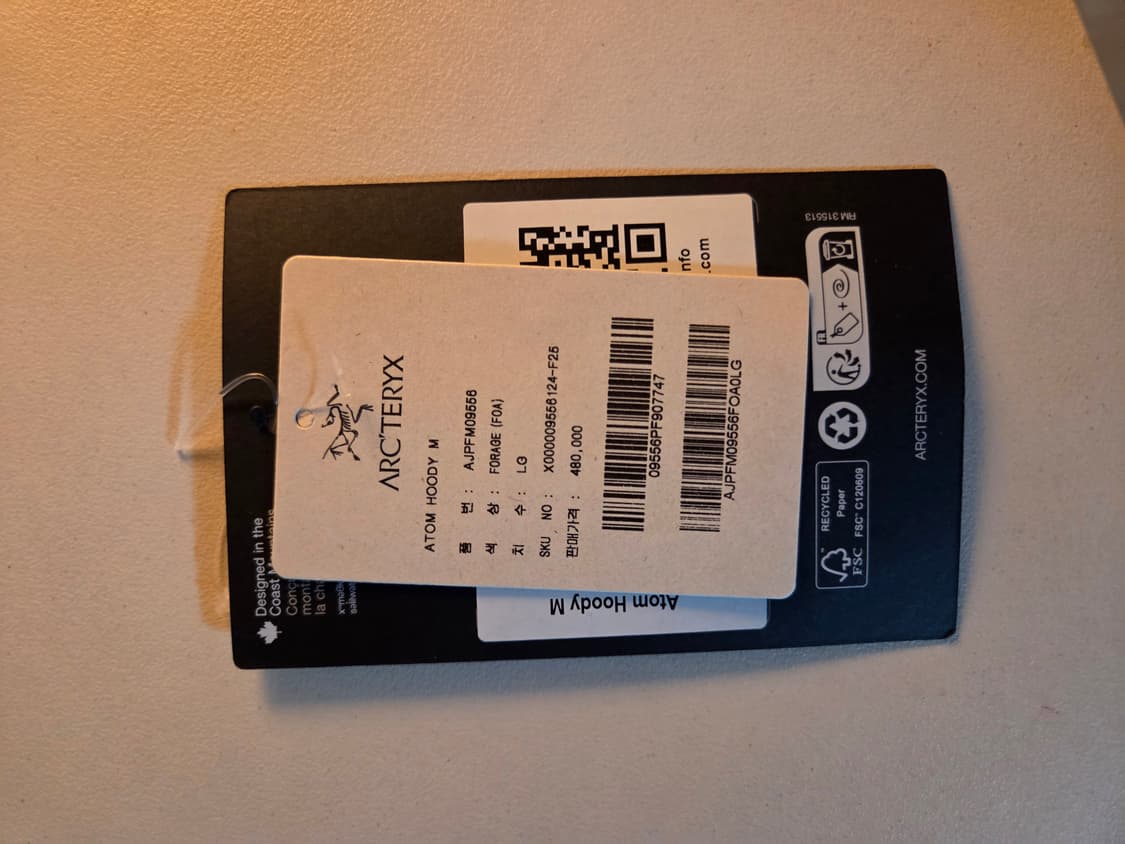 ARC'TERYX
ATOM HOODY M
품 번 : AJPFM09556
색 상 : FORAGE (FOA)
치 수 : LG
SKU NO : X000009556124-F25
판매가격 : 480,000
09556PF907747
AJPFM09556FOA0LG
Designed in the
Coast
la
Atom Hoody M
.com
RM 315513
FSC
RECYCLED
Paper
FSC™ C120609
ARCTERYX.COM